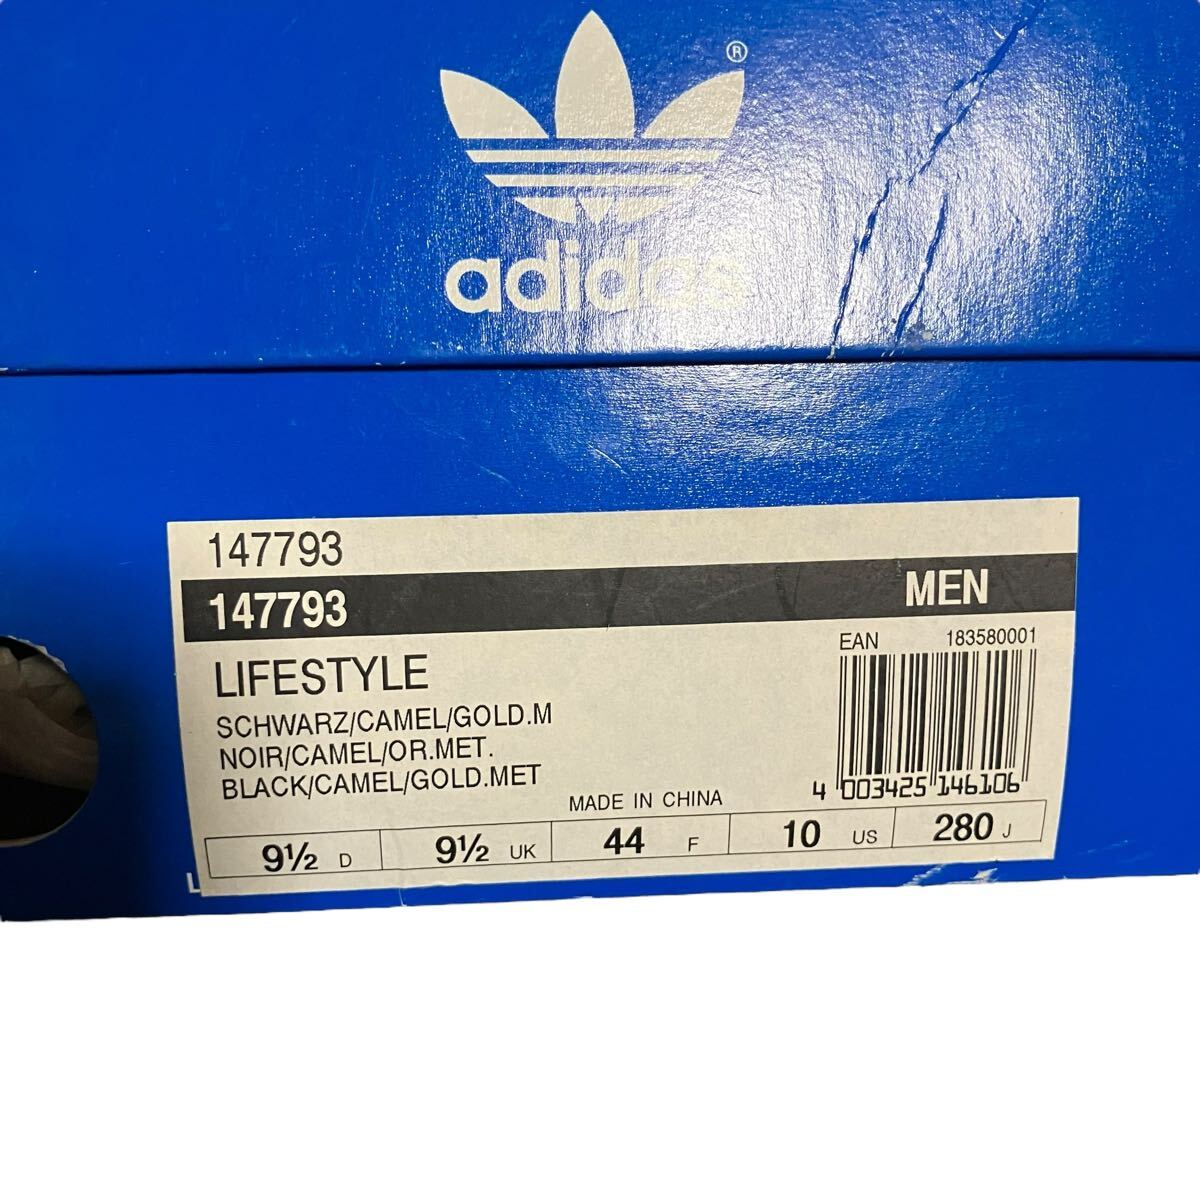 ®
adidas
147793
147793 MEN
LIFESTYLE
EAN 183580001
SCHWARZ/CAMEL/GOLD.M
NOIR/CAMEL/OR.MET.
BLACK/CAMEL/GOLD.MET
4 003425 146106
MADE IN CHINA
9½ D 9½ UK 44 F 10 US 280 J
L